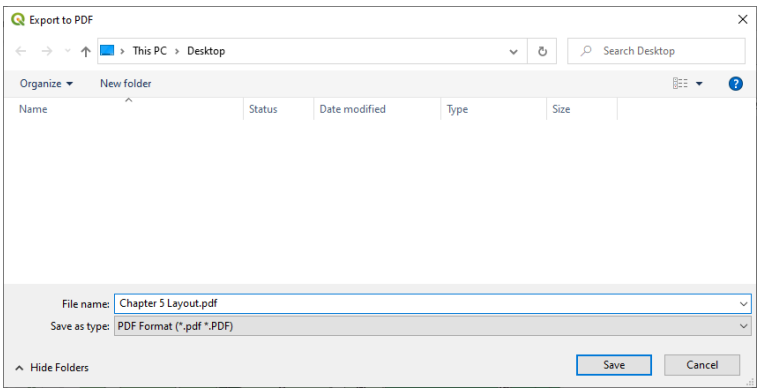 Export to PDF
This PC > Desktop
Search Desktop
Organize New folder
Name Status Date modified Type Size
File name: Chapter 5 Layout.pdf
Save as type: PDF Format (*.pdf *.PDF)
Hide Folders Save Cancel